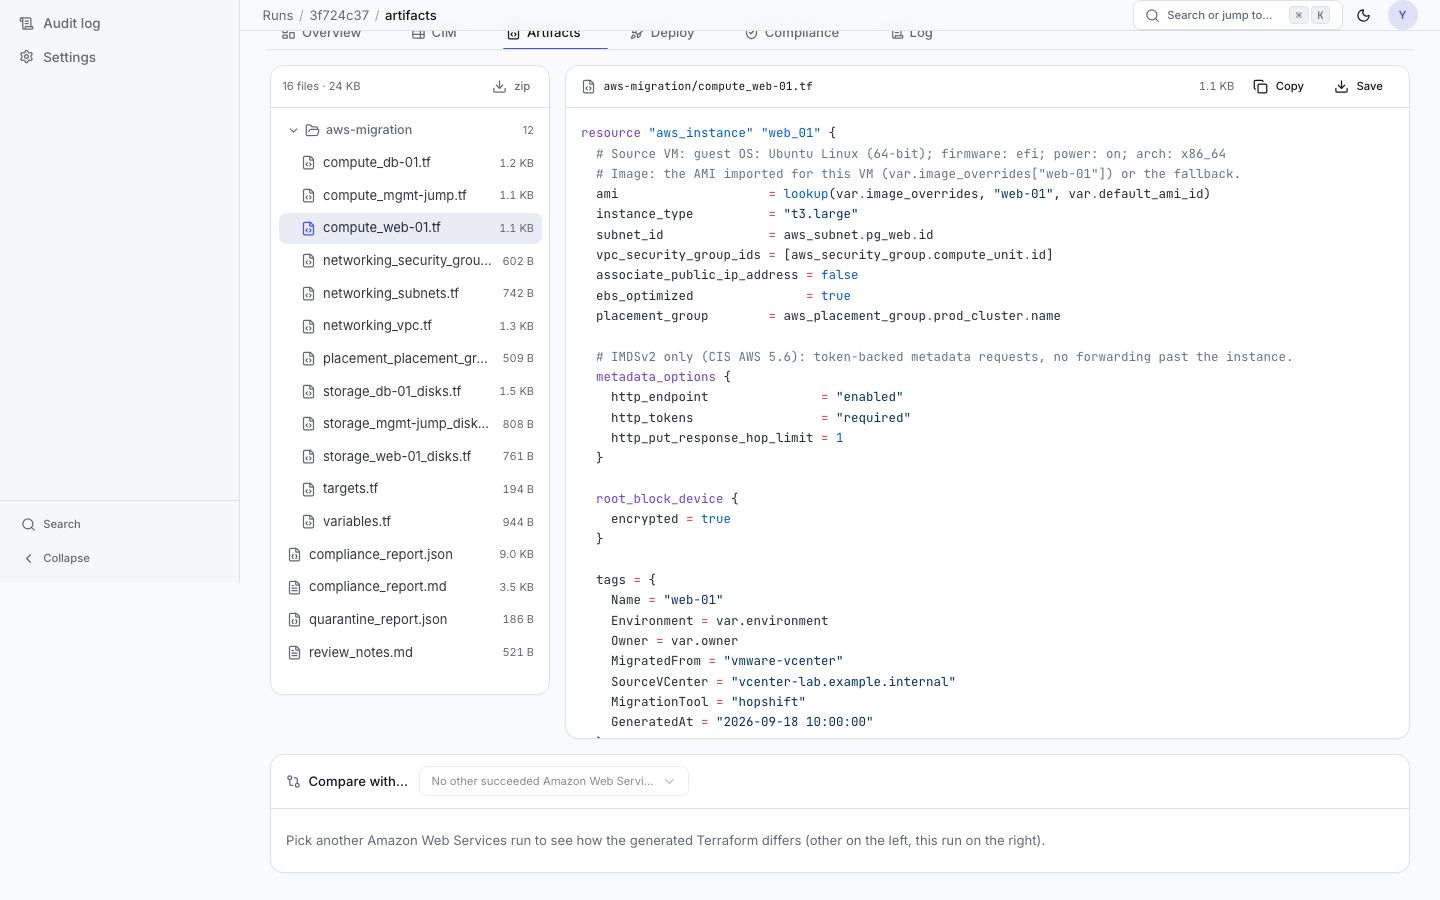 Audit log
Settings
Search
Collapse
Runs / 3f724c37 / artifacts
Search or jump to...
⌘ K
Y
Overview
CIM
Artifacts
Deploy
Compliance
Log
16 files · 24 KB
zip
aws-migration 12
compute_db-01.tf 1.2 KB
compute_mgmt-jump.tf 1.1 KB
compute_web-01.tf 1.1 KB
networking_security_grou... 602 B
networking_subnets.tf 742 B
networking_vpc.tf 1.3 KB
placement_placement_gr... 509 B
storage_db-01_disks.tf 1.5 KB
storage_mgmt-jump_disk... 808 B
storage_web-01_disks.tf 761 B
targets.tf 194 B
variables.tf 944 B
compliance_report.json 9.0 KB
compliance_report.md 3.5 KB
quarantine_report.json 186 B
review_notes.md 521 B
aws-migration/compute_web-01.tf
1.1 KB
Copy
Save
resource "aws_instance" "web_01" {
  # Source VM: guest OS: Ubuntu Linux (64-bit); firmware: efi; power: on; arch: x86_64
  # Image: the AMI imported for this VM (var.image_overrides["web-01"]) or the fallback.
  ami                    = lookup(var.image_overrides, "web-01", var.default_ami_id)
  instance_type          = "t3.large"
  subnet_id              = aws_subnet.pg_web.id
  vpc_security_group_ids = [aws_security_group.compute_unit.id]
  associate_public_ip_address = false
  ebs_optimized               = true
  placement_group        = aws_placement_group.prod_cluster.name
  # IMDSv2 only (CIS AWS 5.6): token-backed metadata requests, no forwarding past the instance.
  metadata_options {
    http_endpoint               = "enabled"
    http_tokens                 = "required"
    http_put_response_hop_limit = 1
  }
  root_block_device {
    encrypted = true
  }
  tags = {
    Name = "web-01"
    Environment = var.environment
    Owner = var.owner
    MigratedFrom = "vmware-vcenter"
    SourceVCenter = "vcenter-lab.example.internal"
    MigrationTool = "hopshift"
    GeneratedAt = "2026-09-18 10:00:00"
Compare with...
No other succeeded Amazon Web Servi...
Pick another Amazon Web Services run to see how the generated Terraform differs (other on the left, this run on the right).